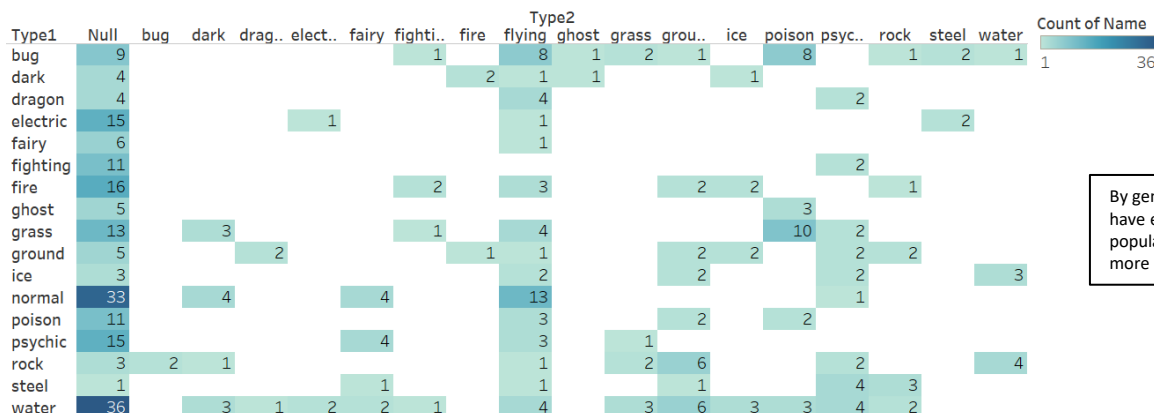 Type2
Type1 Null bug dark drag.. elect.. fairy fighti.. fire flying ghost grass grou.. ice poison psyc.. rock steel water
bug 9 1 8 1 2 1 8 1 2 1
dark 4 2 1 1 1
dragon 4 4 2
electric 15 1 1 2
fairy 6 1
fighting 11 2
fire 16 2 3 2 2 1
ghost 5 3
grass 13 3 1 4 10 2
ground 5 2 1 1 2 2 2 2
ice 3 2 2 2 3
normal 33 4 4 13 1
poison 11 3 2 2
psychic 15 4 3 1
rock 3 2 1 1 2 6 2 4
steel 1 1 1 1 4 3
water 36 3 1 2 2 1 4 3 6 3 3 4 2
Count of Name
1 36
By gen
have e
popula
more